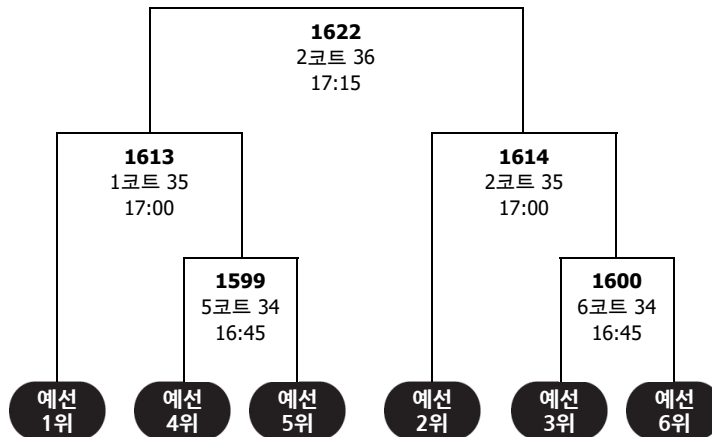 1622
2코트 36
17:15
1613
1코트 35
17:00
1614
2코트 35
17:00
1599
5코트 34
16:45
1600
6코트 34
16:45
예선
1위
예선
4위
예선
5위
예선
2위
예선
3위
예선
6위